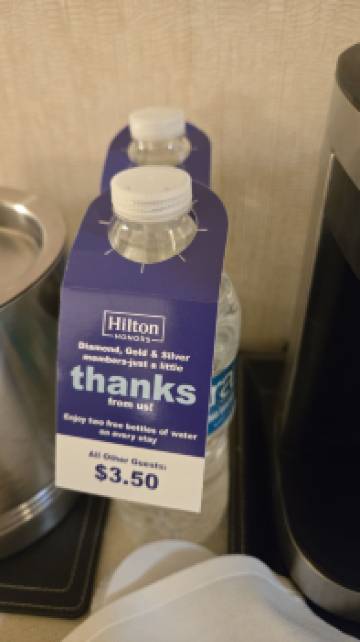 Hilton
HONORS
Diamond, Gold & Silver
members-just a little
thanks
from us!
Enjoy two free bottles of water
on every stay
All Other Guests:
$3.50